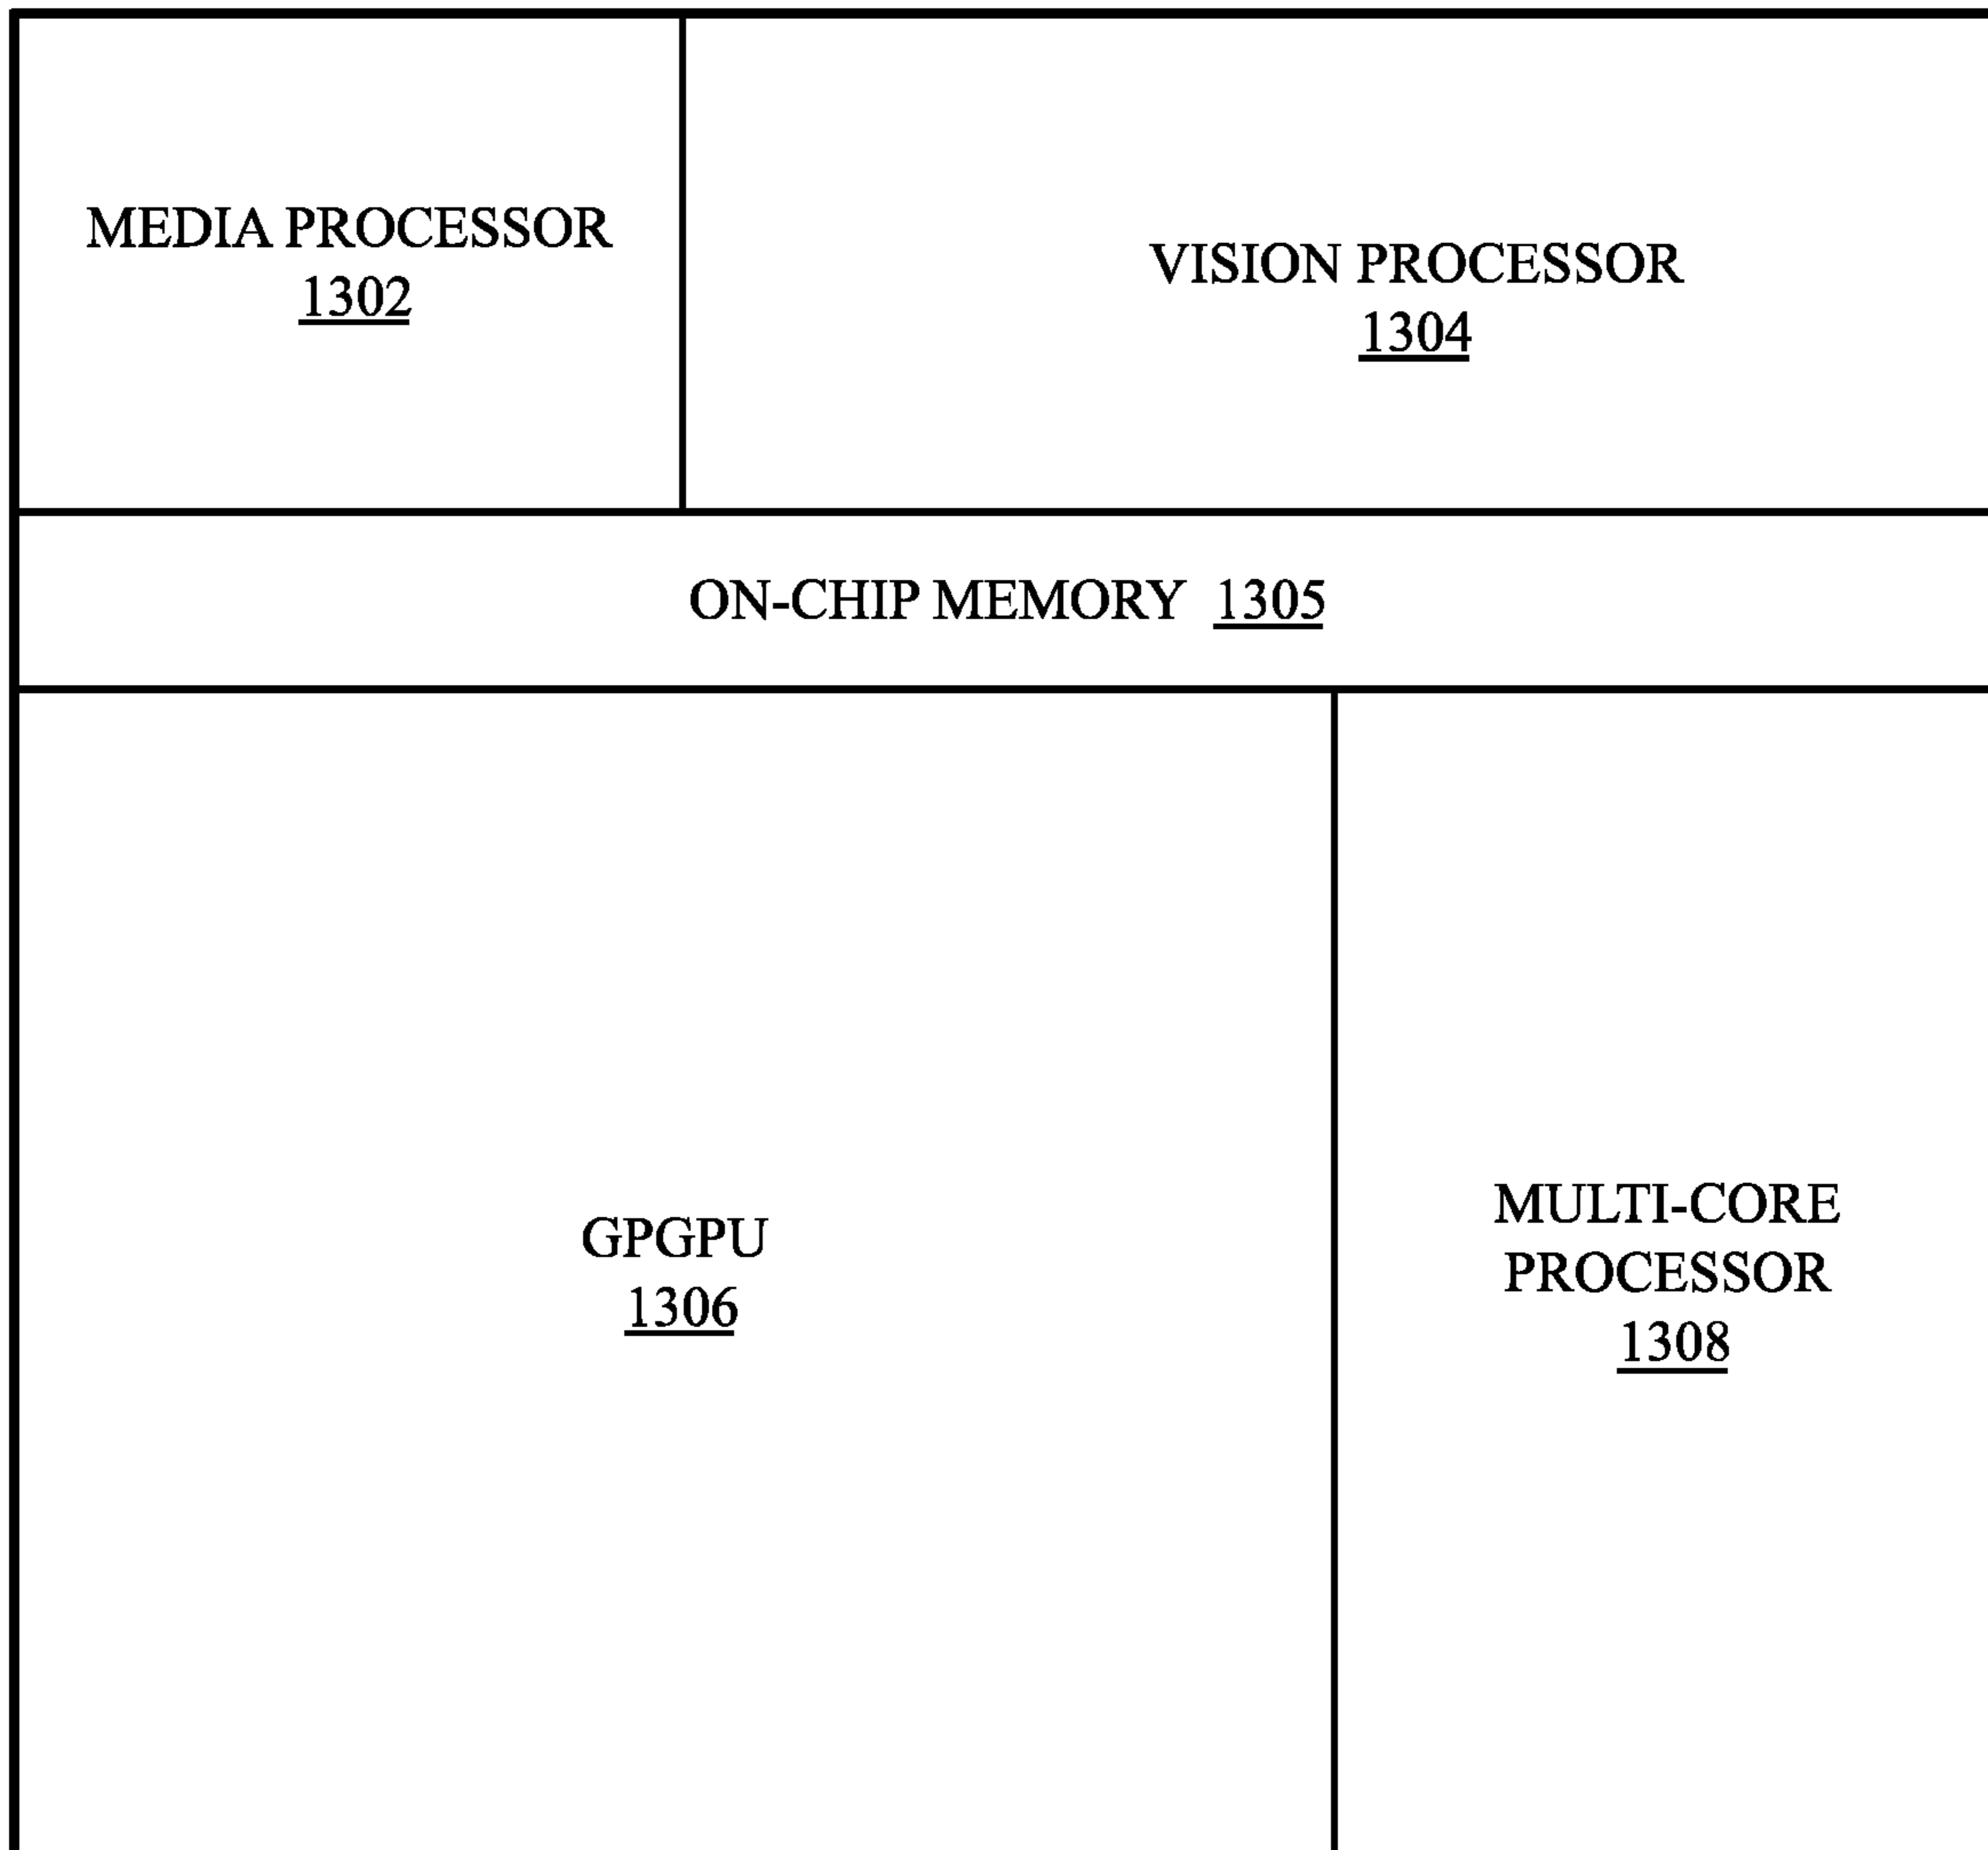 MEDIA PROCESSOR
1302
VISION PROCESSOR
1304
ON-CHIP MEMORY 1305
GPGPU
1306
MULTI-CORE
PROCESSOR
1308